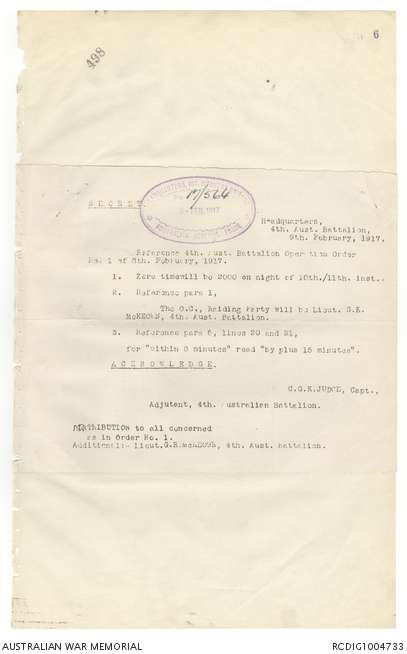 6
498
SECRET
17/564
Headquarters,
4th. Aust. Battalion,
9th. February, 1917.
Reference 4th. Aust. Battalion Operation Order
No. 1 of 8th. February, 1917.
1. Zero timewill be 2000 on night of 10th./11th. inst..
2. Reference para 1,
The O.C., Raiding Party will be Lieut. G.E.
McKEOWN, 4th. Aust. Battalion.
3. Reference para 6, lines 20 and 21,
for "within 8 minutes" read "by plus 15 minutes".
ACKNOWLEDGE.
C.G.K.JUDGE, Capt.,
Adjutant, 4th. Australian Battalion.
DISTRIBUTION to all concerned
as in Order No. 1.
Additional:- Lieut. 4th. Aust. Battalion.
AUSTRALIAN WAR MEMORIAL
RCDIG1004733